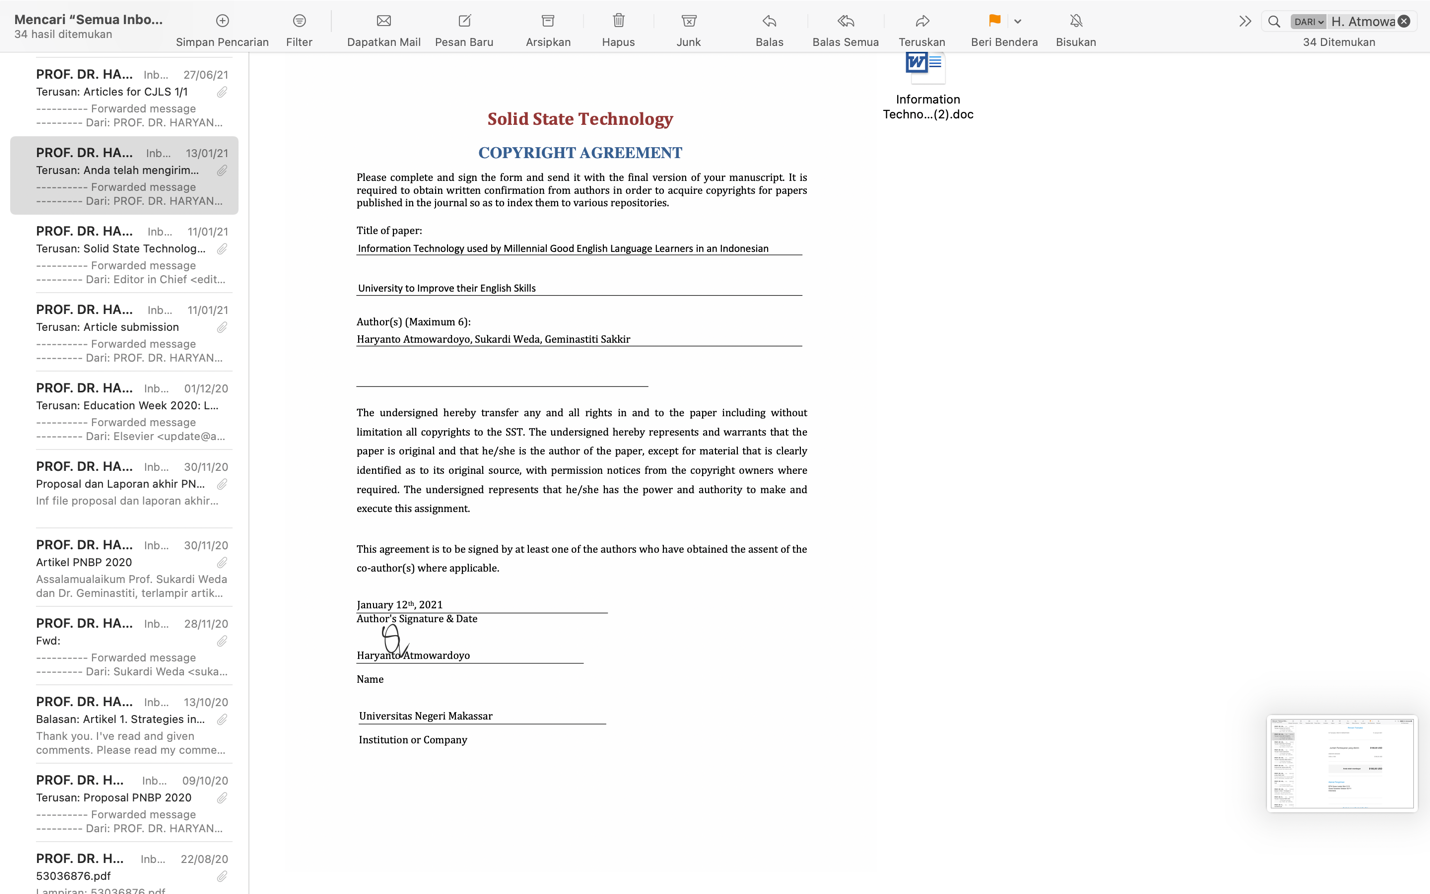 Mencari “Semua Inbo...
34 hasil ditemukan
Simpan Pencarian
Filter
Dapatkan Mail
Pesan Baru
Arsipkan
Hapus
Junk
Balas
Balas Semua
Teruskan
Beri Bendera
Bisukan
DARI H. Atmowa
34 Ditemukan
PROF. DR. HA... Inb... 27/06/21
Terusan: Articles for CJLS 1/1
---------- Forwarded message
--------- Dari: PROF. DR. HARYAN...
PROF. DR. HA... Inb... 13/01/21
Terusan: Anda telah mengirim...
---------- Forwarded message
--------- Dari: PROF. DR. HARYAN...
PROF. DR. HA... Inb... 11/01/21
Terusan: Solid State Technolog...
---------- Forwarded message
--------- Dari: Editor in Chief <edit...
PROF. DR. HA... Inb... 11/01/21
Terusan: Article submission
---------- Forwarded message
--------- Dari: PROF. DR. HARYAN...
PROF. DR. HA... Inb... 01/12/20
Terusan: Education Week 2020: L...
---------- Forwarded message
--------- Dari: Elsevier <update@a...
PROF. DR. HA... Inb... 30/11/20
Proposal dan Laporan akhir PN...
Inf file proposal dan laporan akhir...
PROF. DR. HA... Inb... 30/11/20
Artikel PNBP 2020
Assalamualaikum Prof. Sukardi Weda
dan Dr. Geminastiti, terlampir artik...
PROF. DR. HA... Inb... 28/11/20
Fwd:
---------- Forwarded message
--------- Dari: Sukardi Weda <suka...
PROF. DR. HA... Inb... 13/10/20
Balasan: Artikel 1. Strategies in...
Thank you. I've read and given
comments. Please read my comme...
PROF. DR. H... Inb... 09/10/20
Terusan: Proposal PNBP 2020
---------- Forwarded message
--------- Dari: PROF. DR. HARYAN...
PROF. DR. H... Inb... 22/08/20
53036876.pdf
Lampiran: 53036876.pdf
Solid State Technology
COPYRIGHT AGREEMENT
Please complete and sign the form and send it with the final version of your manuscript. It is
required to obtain written confirmation from authors in order to acquire copyrights for papers
published in the journal so as to index them to various repositories.
Title of paper:
Information Technology used by Millennial Good English Language Learners in an Indonesian
University to Improve their English Skills
Author(s) (Maximum 6):
Haryanto Atmowardoyo, Sukardi Weda, Geminastiti Sakkir
The undersigned hereby transfer any and all rights in and to the paper including without
limitation all copyrights to the SST. The undersigned hereby represents and warrants that the
paper is original and that he/she is the author of the paper, except for material that is clearly
identified as to its original source, with permission notices from the copyright owners where
required. The undersigned represents that he/she has the power and authority to make and
execute this assignment.
This agreement is to be signed by at least one of the authors who have obtained the assent of the
co-author(s) where applicable.
January 12th, 2021
Author's Signature & Date
Haryanto Atmowardoyo
Name
Universitas Negeri Makassar
Institution or Company
W
Information
Techno...(2).doc